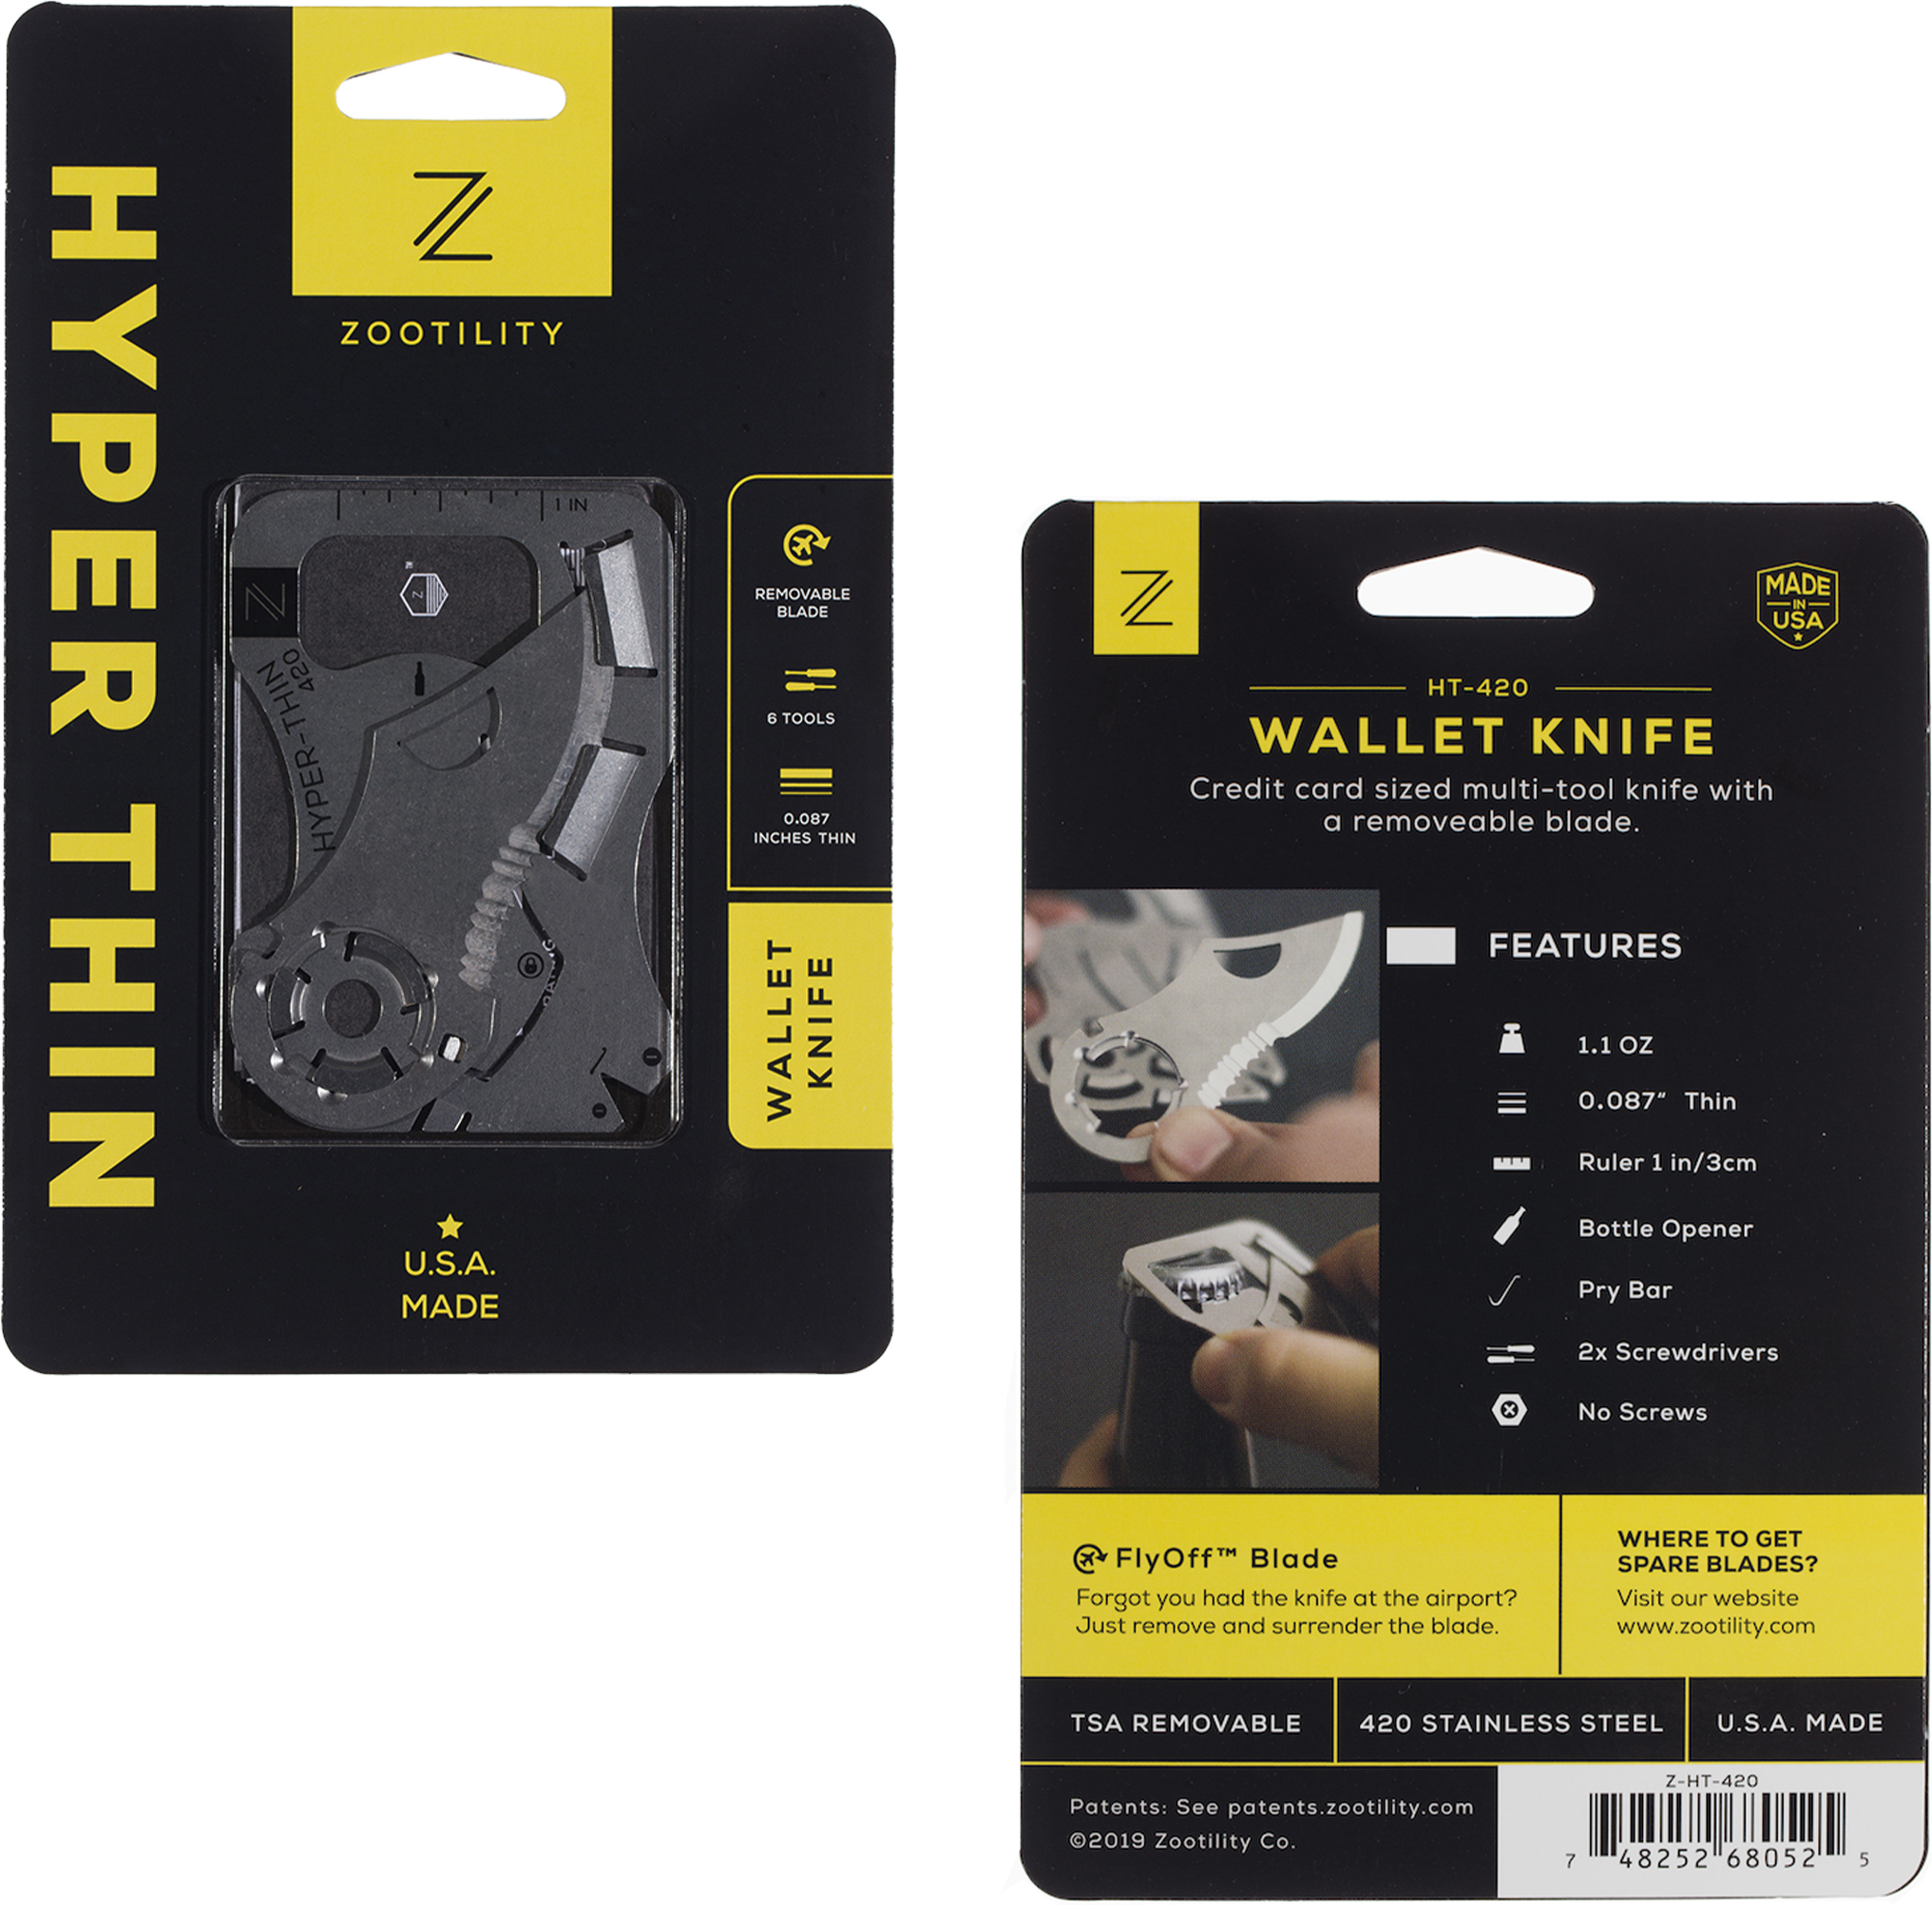 ZOOTILITY
HYPER THIN
1 IN
Z
HYPER-THIN
420
REMOVABLE
BLADE
6 TOOLS
0.087
INCHES THIN
WALLET
KNIFE
U.S.A.
MADE
MADE
IN
USA
HT-420
WALLET KNIFE
Credit card sized multi-tool knife with
a removeable blade.
FEATURES
1.1 OZ
0.087" Thin
Ruler 1 in/3cm
Bottle Opener
Pry Bar
2x Screwdrivers
No Screws
FlyOff™ Blade
Forgot you had the knife at the airport?
Just remove and surrender the blade.
WHERE TO GET
SPARE BLADES?
Visit our website
www.zootility.com
TSA REMOVABLE
420 STAINLESS STEEL
U.S.A. MADE
Patents: See patents.zootility.com
©2019 Zootility Co.
Z-HT-420
7 48252 68052 5